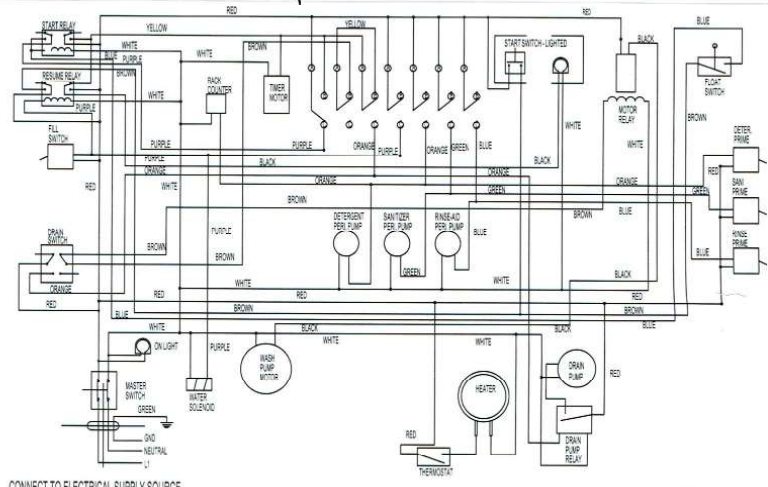 RED
RED
START RELAY
YELLOW
YELLOW
BLUE
WHITE
BLUE
WHITE
BROWN
START SWITCH-LIGHTED
BLACK
PURPLE
RESUME RELAY
BROWN
RACK
COUNTER
TIMER
MOTOR
FLOAT
SWITCH
WHITE
PURPLE
MOTOR
RELAY
BROWN
FILL
SWITCH
WHITE
WHITE
DETER.
PRIME
PURPLE
PURPLE
ORANGE
PURPLE
ORANGE
GREEN
BLUE
PURPLE
BLACK
BLACK
ORANGE
ORANGE
RED
RED
WHITE
ORANGE
ORANGE
SANI
PRIME
GREEN
GREEN
BROWN
BROWN
BLUE
DETERGENT
PERI. PUMP
SANITIZER
PERI. PUMP
RINSE-AID
PERI. PUMP
PURPLE
BLUE
DRAIN
SWITCH
RINSE
PRIME
BROWN
BROWN
BLUE
GREEN
BLACK
WHITE
WHITE
ORANGE
RED
RED
RED
RED
BROWN
BROWN
BLUE
BLUE
WHITE
BLACK
BLACK
WHITE
WHITE
ON LIGHT
PURPLE
WASH
PUMP
MOTOR
DRAIN
PUMP
RED
MASTER
SWITCH
WATER
SOLENOID
HEATER
GREEN
RED
GND
NEUTRAL
L1
DRAIN
PUMP
RELAY
THERMOSTAT
CONNECT TO ELECTRICAL SUPPLY SOURCE